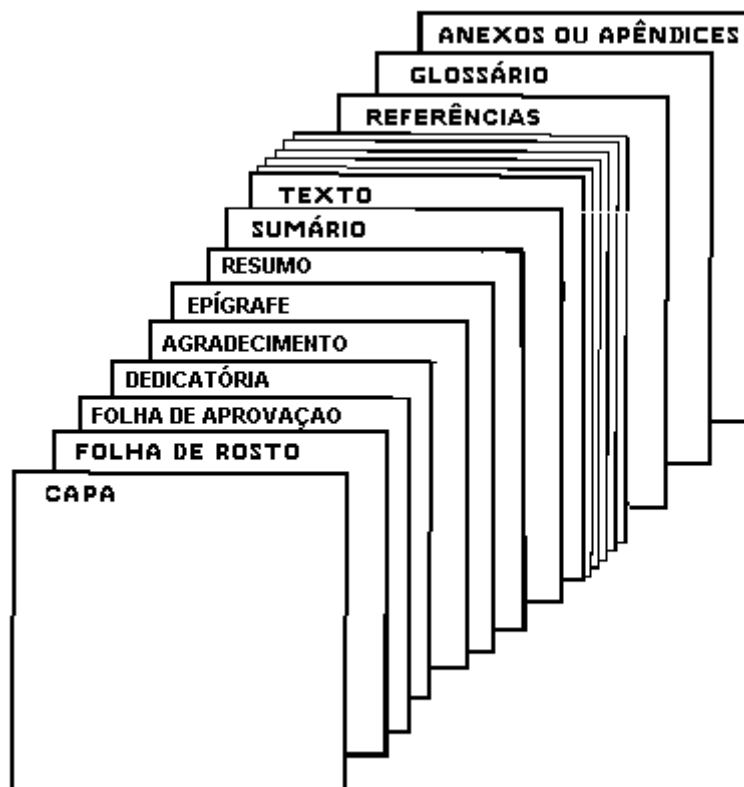 ANEXOS OU APÊNDICES
GLOSSÁRIO
REFERÊNCIAS
TEXTO
SUMÁRIO
RESUMO
EPÍGRAFE
AGRADECIMENTO
DEDICATÓRIA
FOLHA DE APROVAÇAO
FOLHA DE ROSTO
CAPA